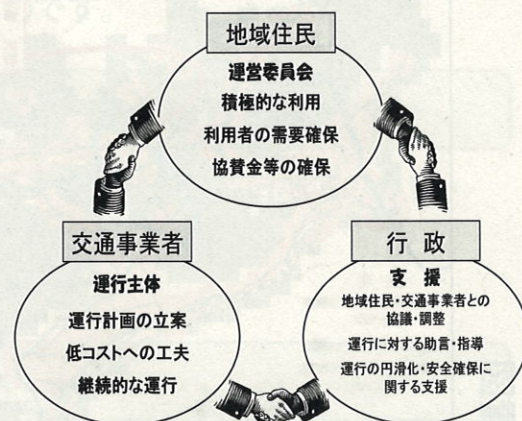 地域住民
運営委員会
積極的な利用
利用者の需要確保
協賛金等の確保
交通事業者
運行主体
運行計画の立案
低コストへの工夫
継続的な運行
行 政
支 援
地域住民・交通事業者との
協議・調整
運行に対する助言・指導
運行の円滑化・安全確保に
関する支援